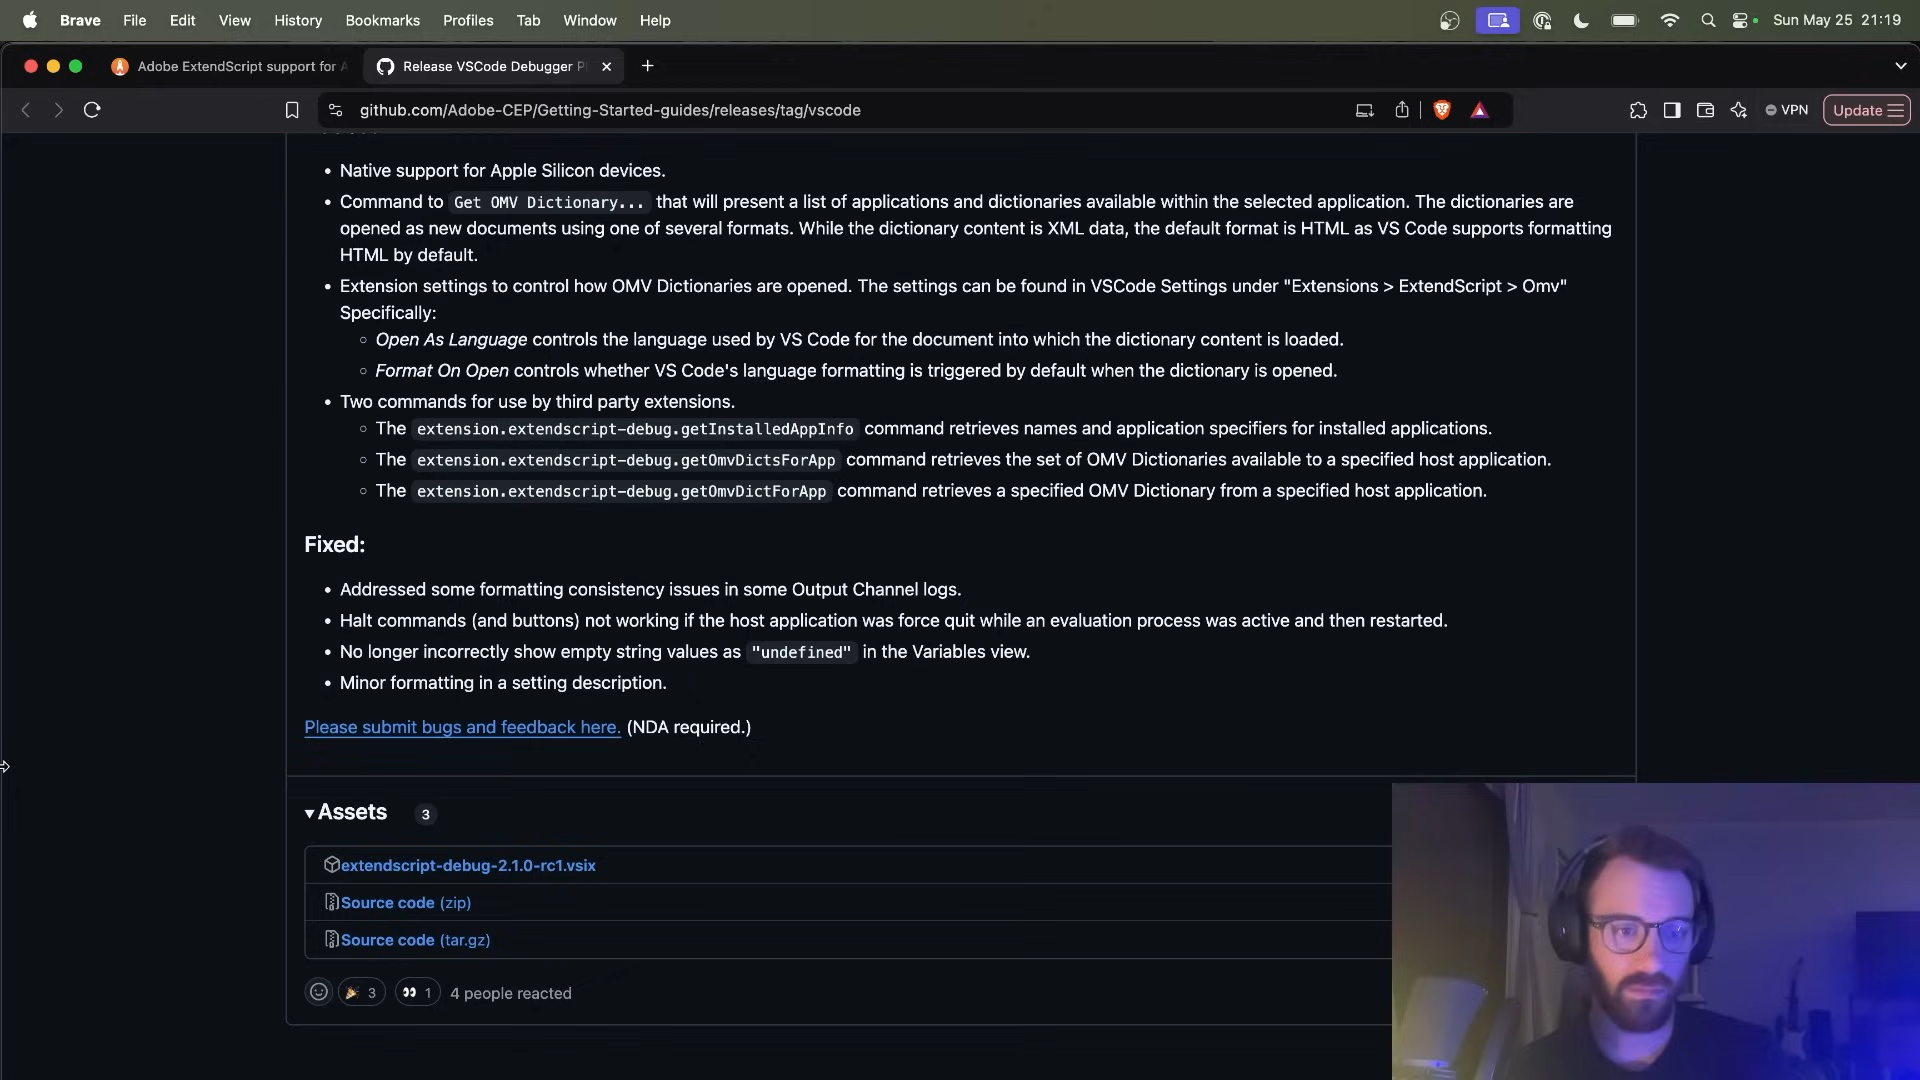 Brave File Edit View History Bookmarks Profiles Tab Window Help Sun May 25 21:19
Adobe ExtendScript support for Release VSCode Debugger
github.com/Adobe-CEP/Getting-Started-guides/releases/tag/vscode VPN Update
• Native support for Apple Silicon devices.
• Command to Get OMV Dictionary... that will present a list of applications and dictionaries available within the selected application. The dictionaries are
opened as new documents using one of several formats. While the dictionary content is XML data, the default format is HTML as VS Code supports formatting
HTML by default.
• Extension settings to control how OMV Dictionaries are opened. The settings can be found in VSCode Settings under "Extensions > ExtendScript > Omv"
Specifically:
◦ Open As Language controls the language used by VS Code for the document into which the dictionary content is loaded.
◦ Format On Open controls whether VS Code's language formatting is triggered by default when the dictionary is opened.
• Two commands for use by third party extensions.
◦ The extension.extendscript-debug.getInstalledAppInfo command retrieves names and application specifiers for installed applications.
◦ The extension.extendscript-debug.getOmvDictsForApp command retrieves the set of OMV Dictionaries available to a specified host application.
◦ The extension.extendscript-debug.getOmvDictForApp command retrieves a specified OMV Dictionary from a specified host application.
Fixed:
• Addressed some formatting consistency issues in some Output Channel logs.
• Halt commands (and buttons) not working if the host application was force quit while an evaluation process was active and then restarted.
• No longer incorrectly show empty string values as "undefined" in the Variables view.
• Minor formatting in a setting description.
Please submit bugs and feedback here. (NDA required.)
Assets 3
extendscript-debug-2.1.0-rc1.vsix
Source code (zip)
Source code (tar.gz)
3 1 4 people reacted